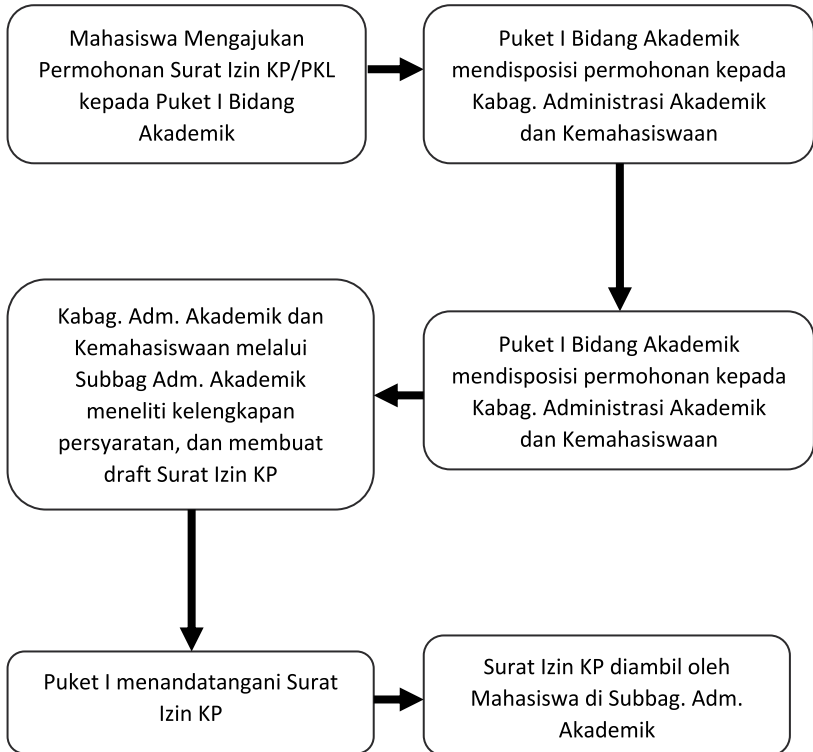 Mahasiswa Mengajukan
Permohonan Surat Izin KP/PKL
kepada Puket I Bidang
Akademik
Puket I Bidang Akademik
mendisposisi permohonan kepada
Kabag. Administrasi Akademik
dan Kemahasiswaan
Puket I Bidang Akademik
mendisposisi permohonan kepada
Kabag. Administrasi Akademik
dan Kemahasiswaan
Kabag. Adm. Akademik dan
Kemahasiswaan melalui
Subbag Adm. Akademik
meneliti kelengkapan
persyaratan, dan membuat
draft Surat Izin KP
Puket I menandatangani Surat
Izin KP
Surat Izin KP diambil oleh
Mahasiswa di Subbag. Adm.
Akademik